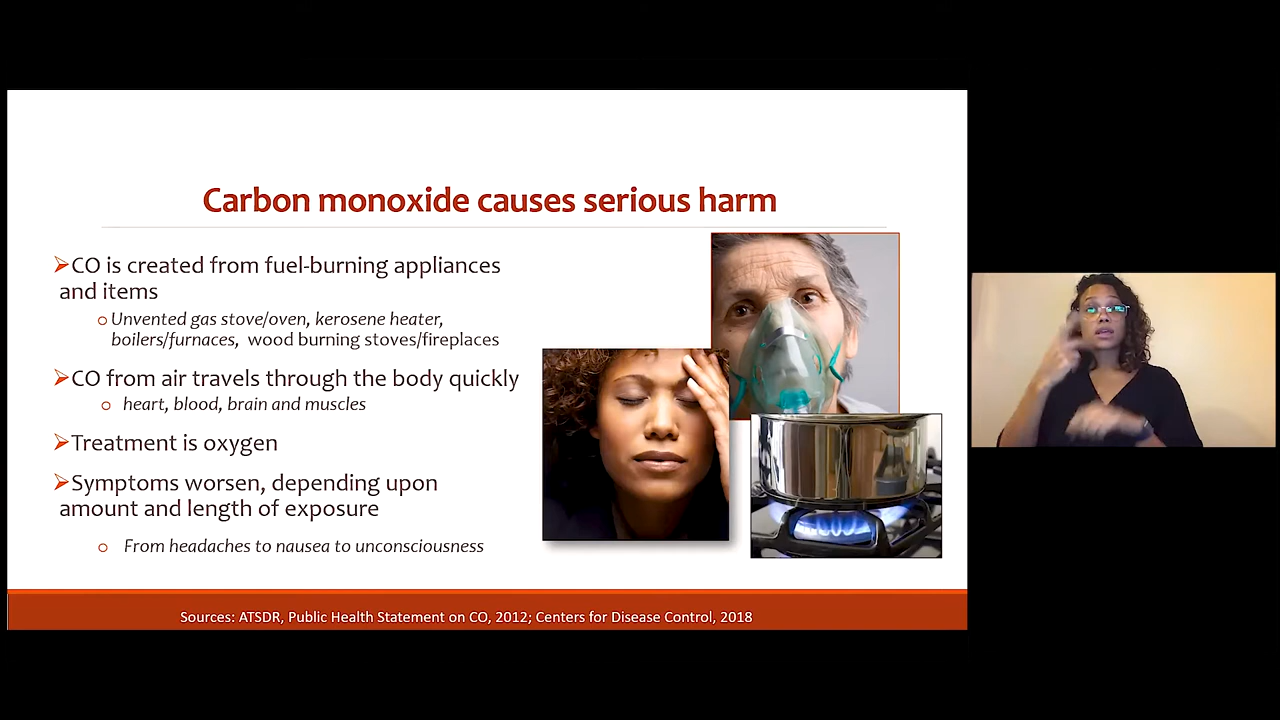 Carbon monoxide causes serious harm
➢CO is created from fuel-burning appliances
and items
o Unvented gas stove/oven, kerosene heater,
boilers/furnaces, wood burning stoves/fireplaces
➢CO from air travels through the body quickly
o heart, blood, brain and muscles
➢Treatment is oxygen
➢Symptoms worsen, depending upon
amount and length of exposure
o From headaches to nausea to unconsciousness
Sources: ATSDR, Public Health Statement on CO, 2012; Centers for Disease Control, 2018